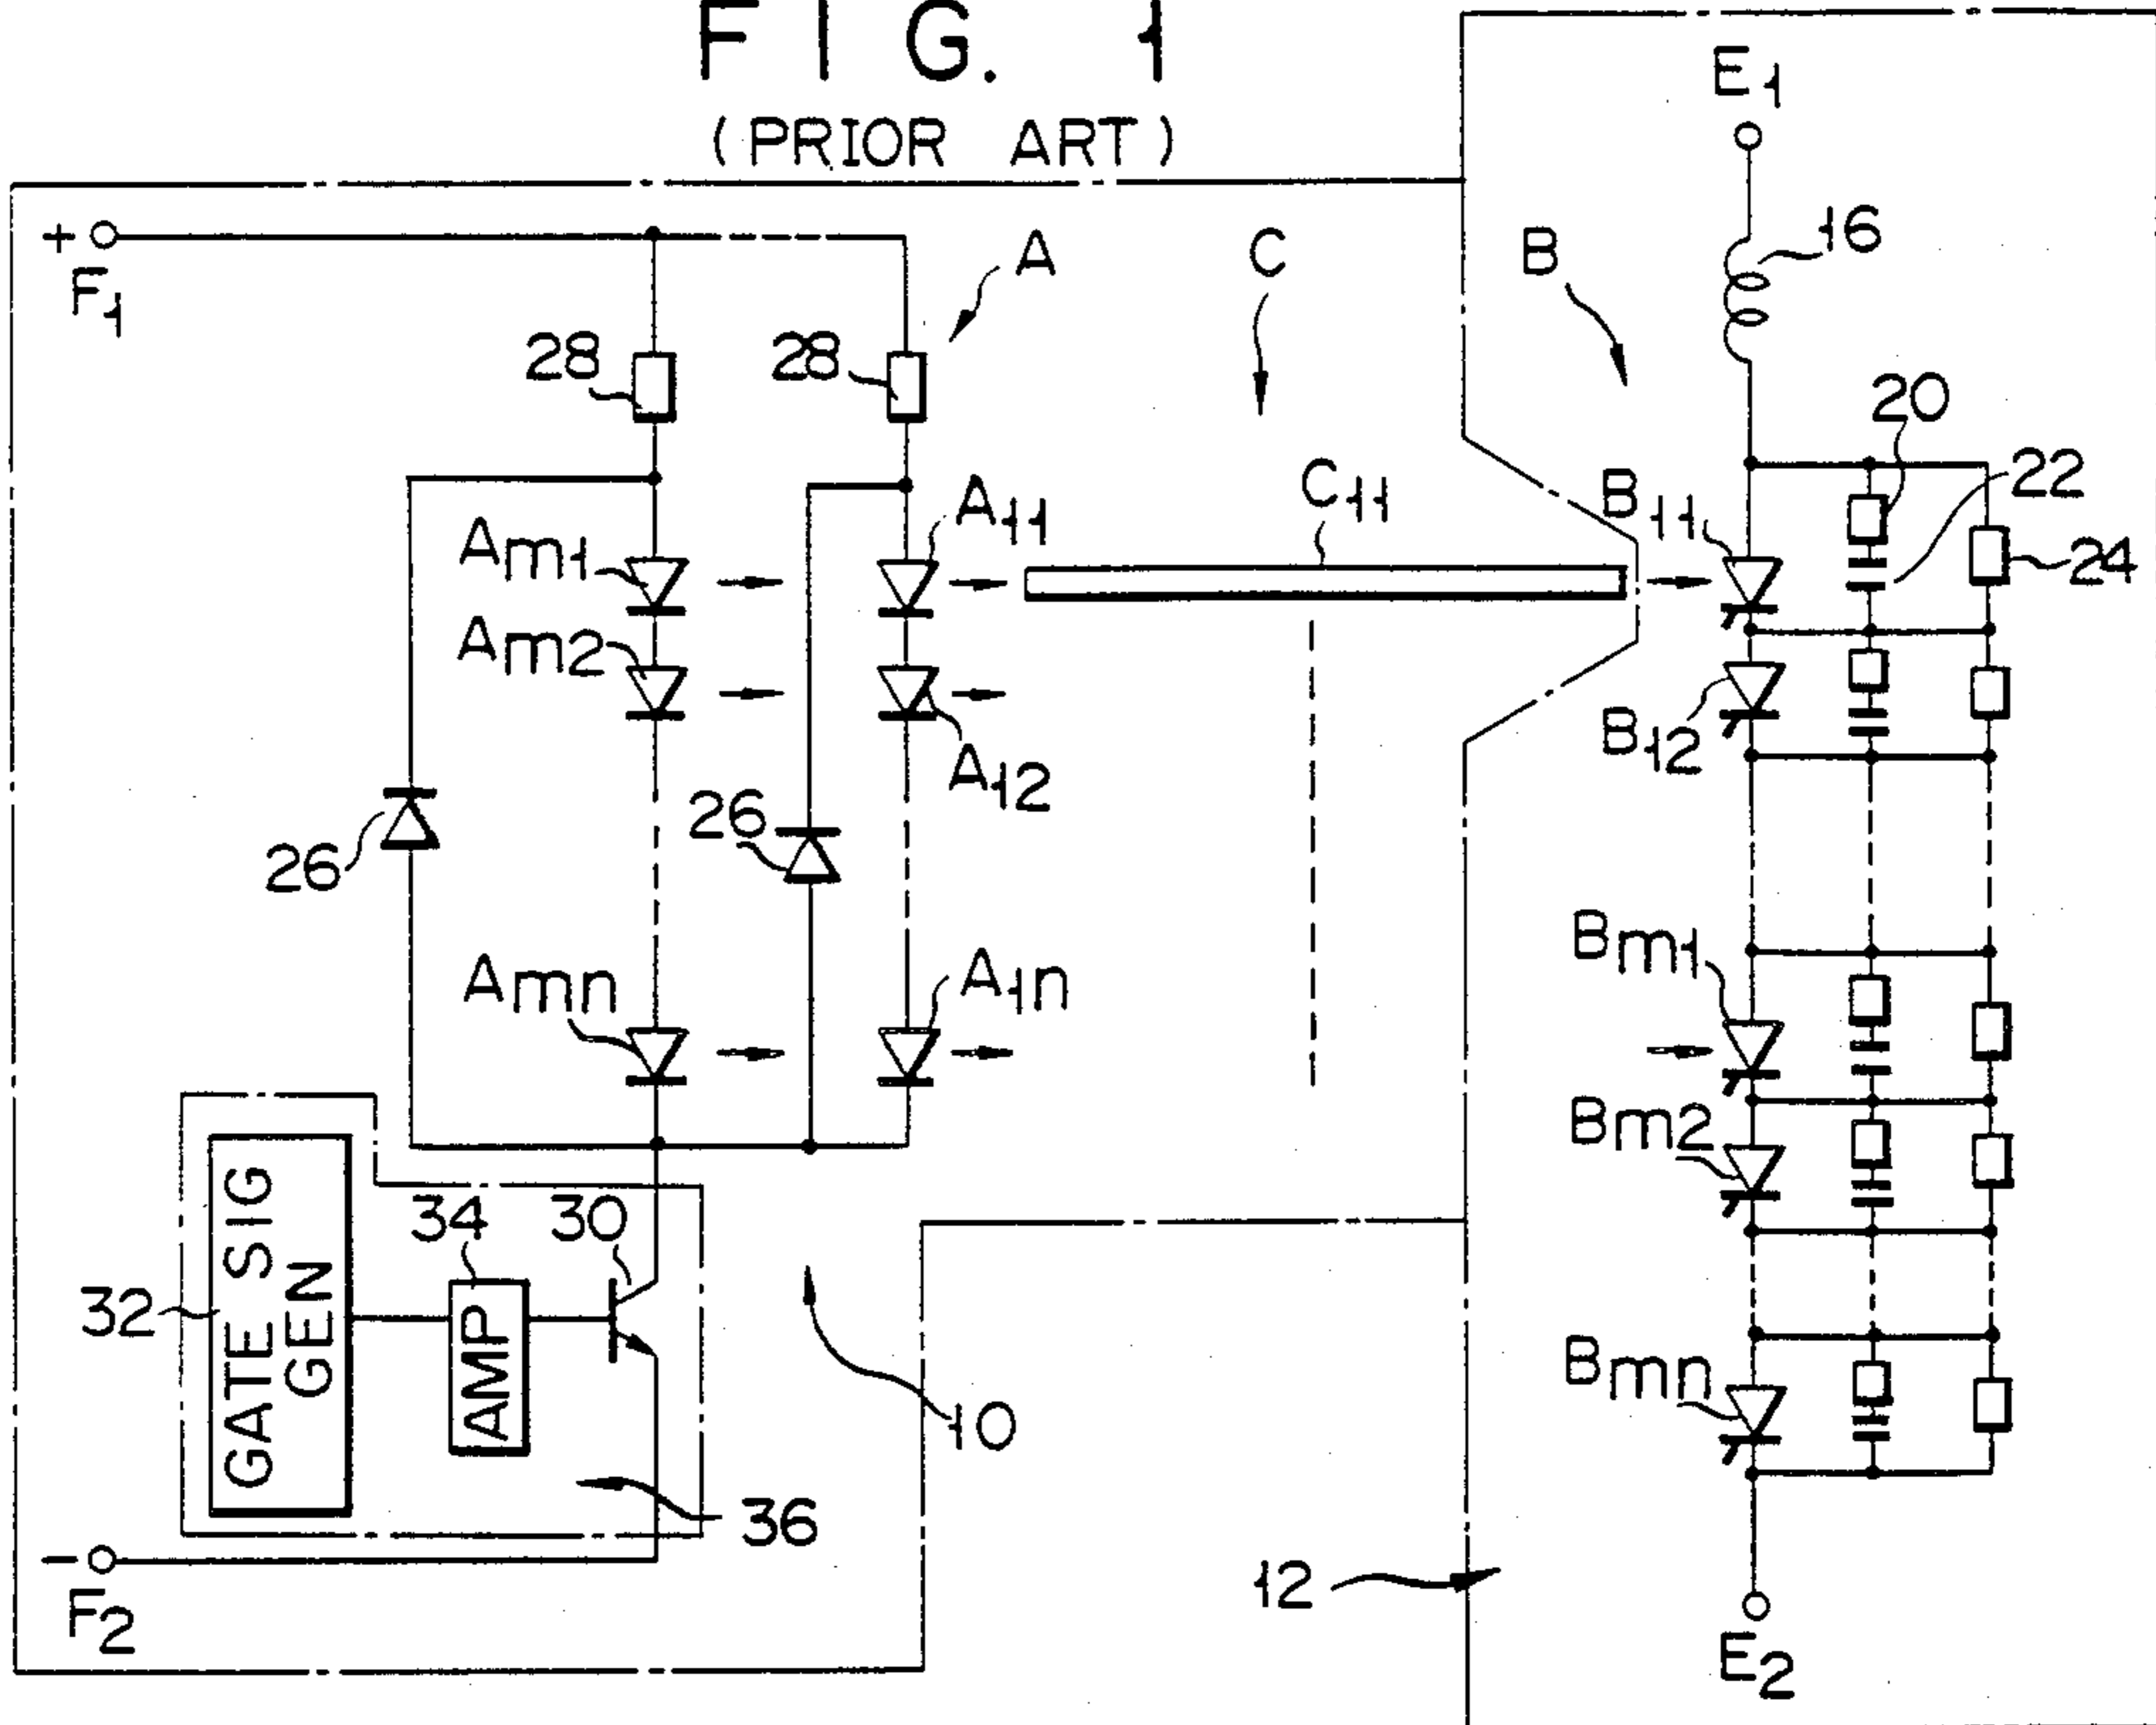 FIG. 1
(PRIOR ART)
E1
+
F1
A
C
B
16
28
28
20
22
24
C11
B11
A11
Am1
Am2
A12
B12
26
26
Amn
A1n
Bm1
Bm2
34
30
32
GATE SIG
GEN
AMP
10
Bmn
36
12
-
F2
E2